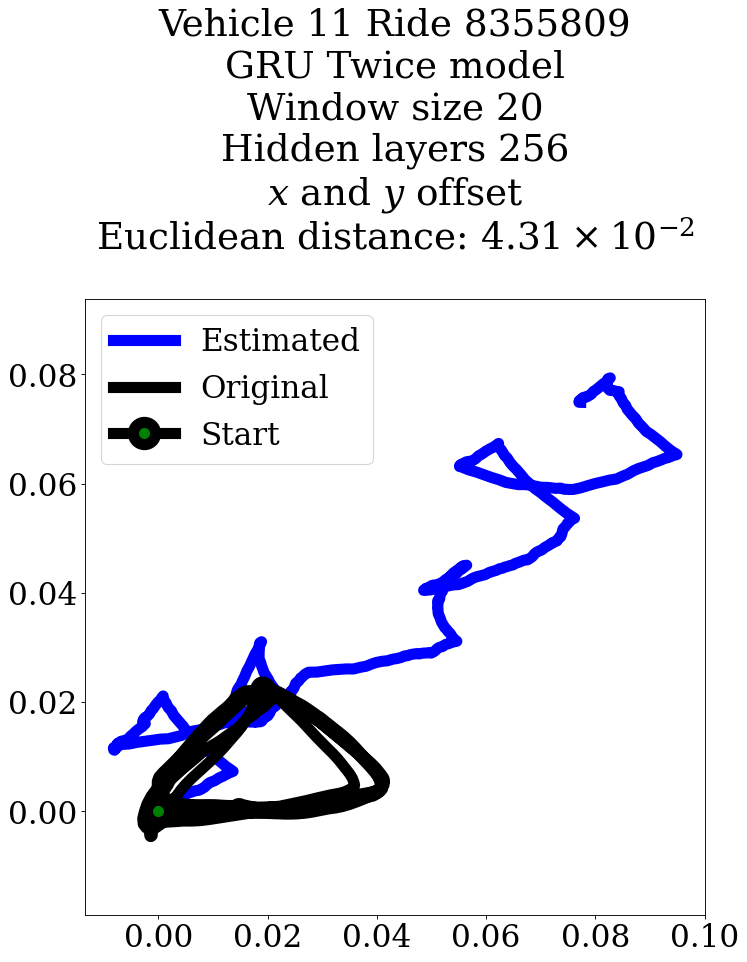 Vehicle 11 Ride 8355809
GRU Twice model
Window size 20
Hidden layers 256
x and y offset
Euclidean distance: 4.31 × 10⁻²
Estimated
Original
Start
0.08
0.06
0.04
0.02
0.00
0.00 0.02 0.04 0.06 0.08 0.10